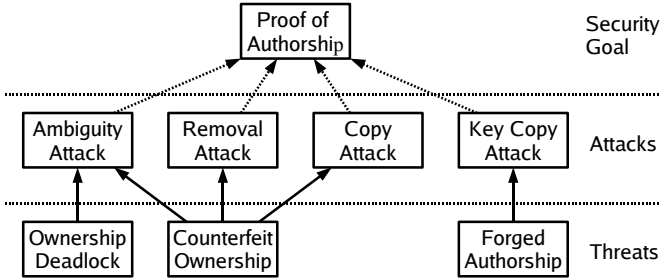 Proof of
Authorship
Security
Goal
Ambiguity
Attack
Removal
Attack
Copy
Attack
Key Copy
Attack
Attacks
Ownership
Deadlock
Counterfeit
Ownership
Forged
Authorship
Threats